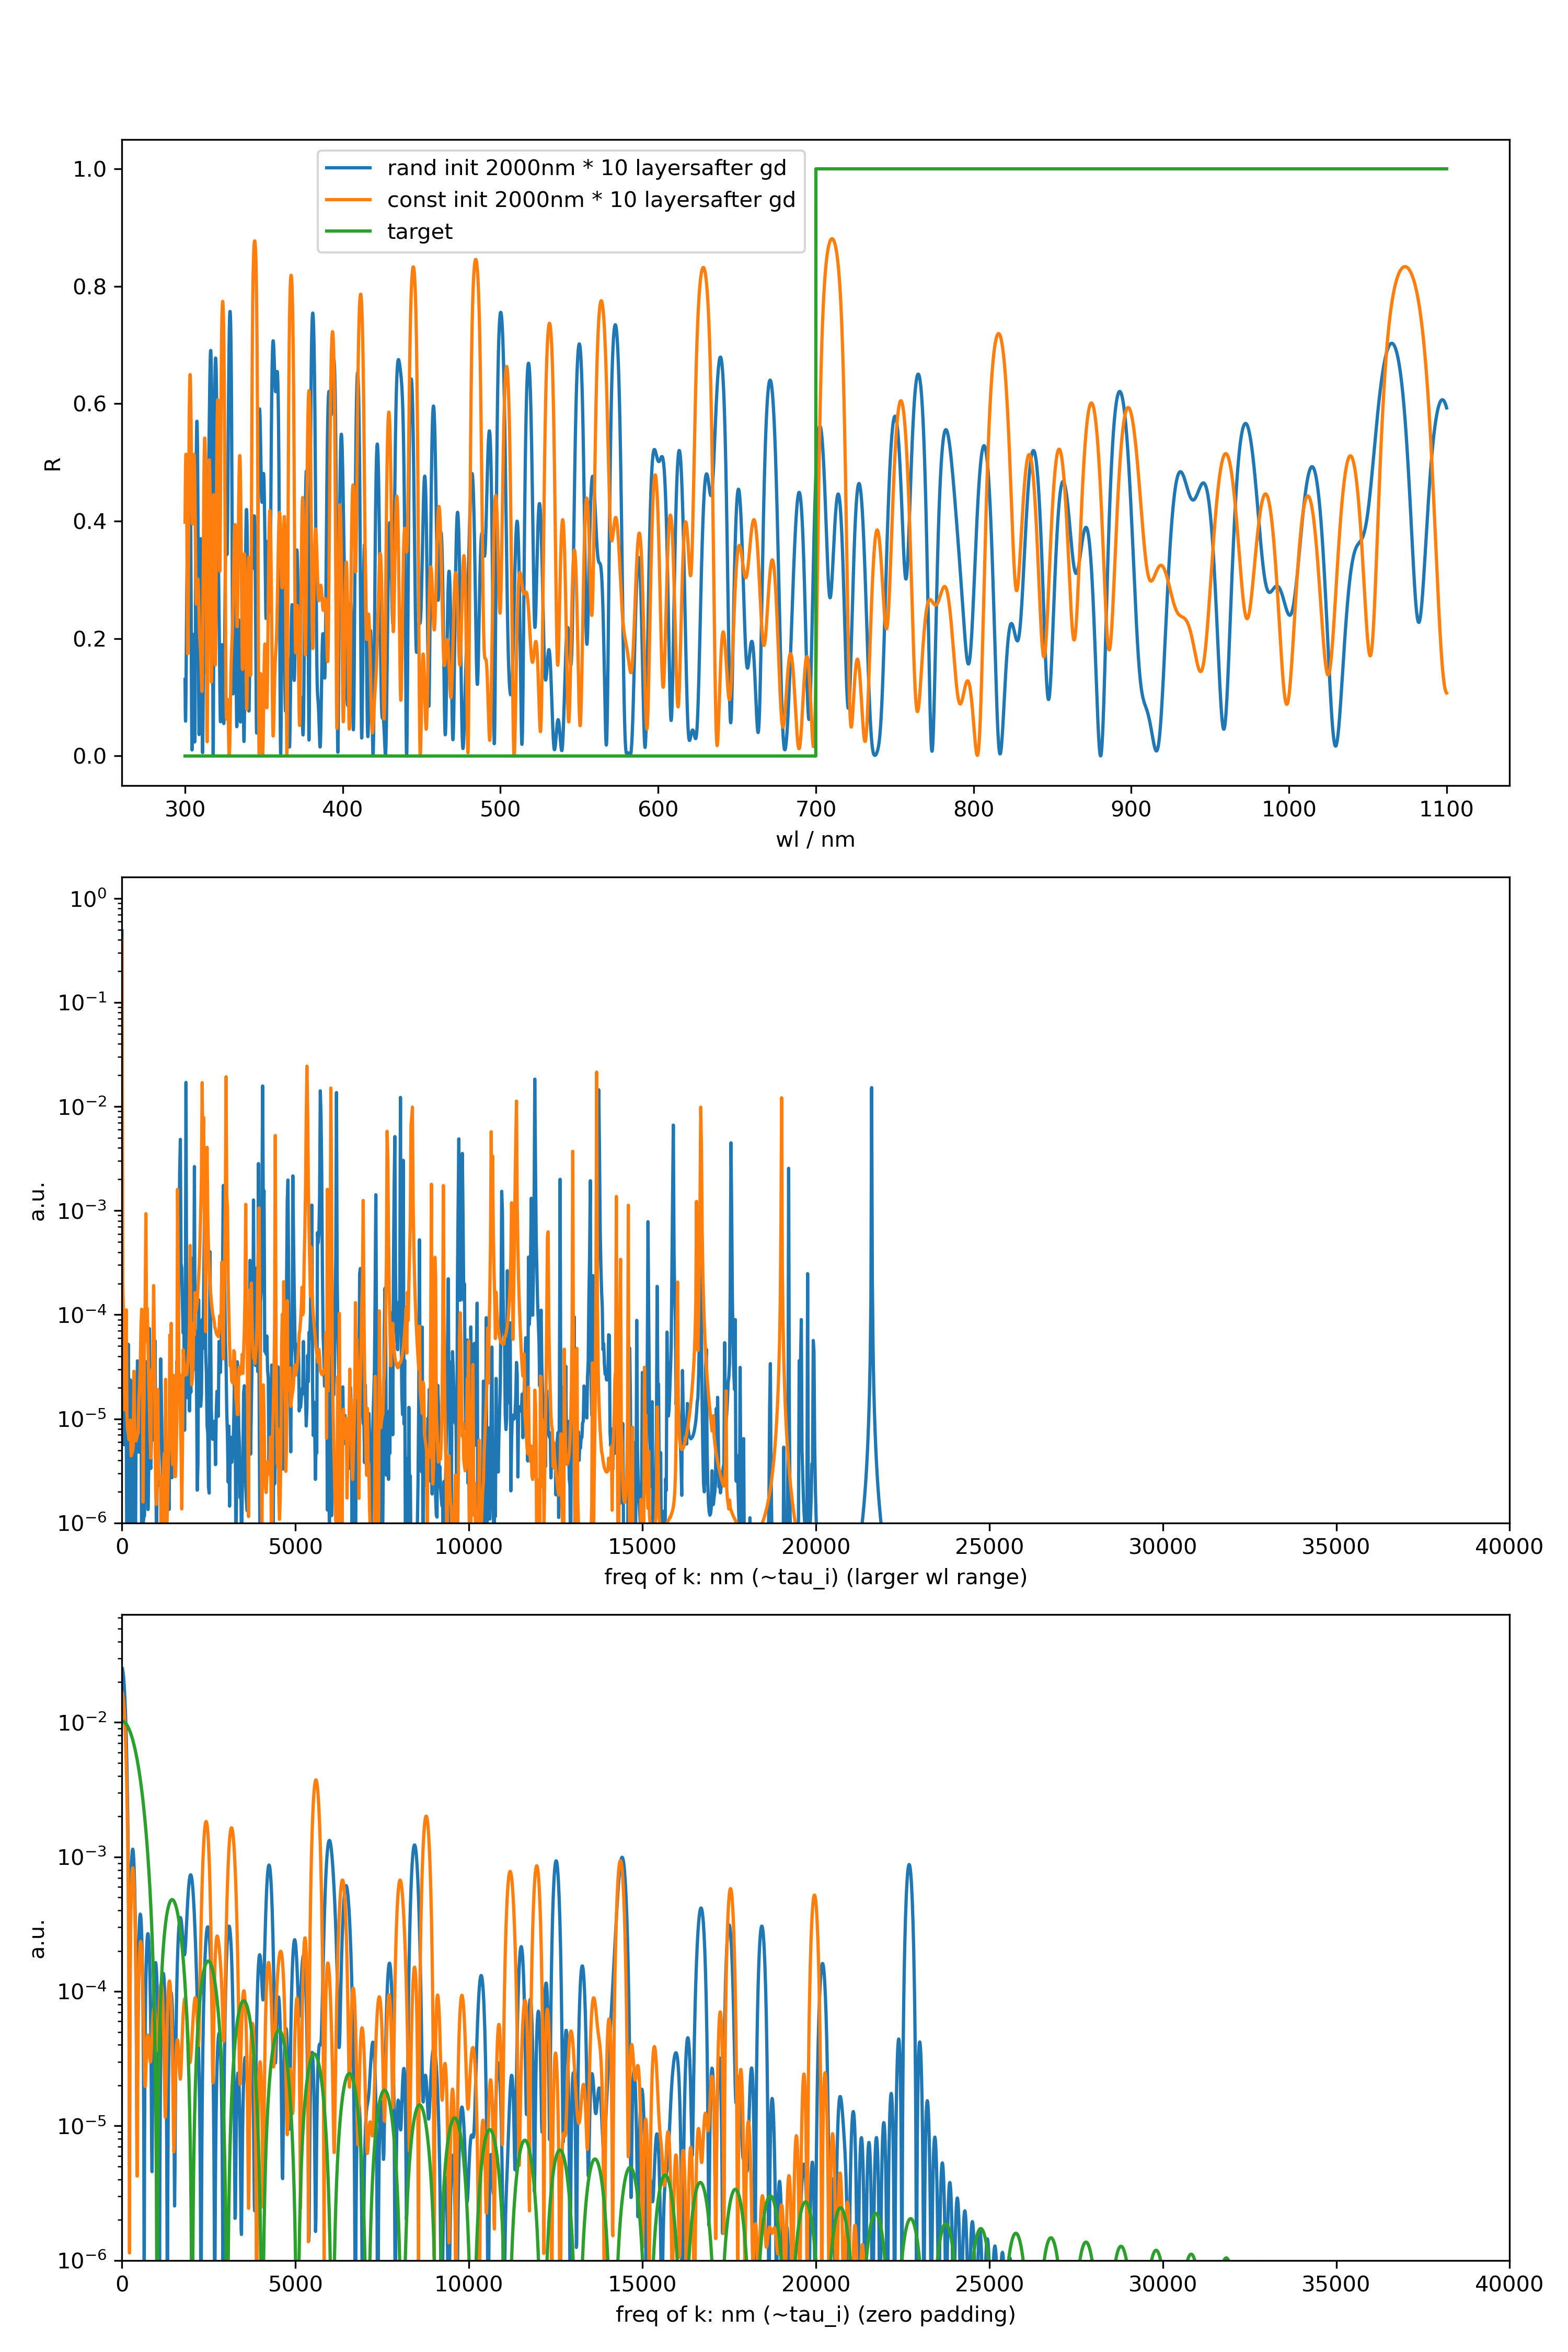 1.0
0.8
0.6
0.4
0.2
0.0
R
rand init 2000nm * 10 layersafter gd
const init 2000nm * 10 layersafter gd
target
300 400 500 600 700 800 900 1000 1100
wl / nm
10⁰
10⁻¹
10⁻²
10⁻³
10⁻⁴
10⁻⁵
10⁻⁶
a.u.
0 5000 10000 15000 20000 25000 30000 35000 40000
freq of k: nm (~tau_i) (larger wl range)
10⁻²
10⁻³
10⁻⁴
10⁻⁵
10⁻⁶
a.u.
0 5000 10000 15000 20000 25000 30000 35000 40000
freq of k: nm (~tau_i) (zero padding)